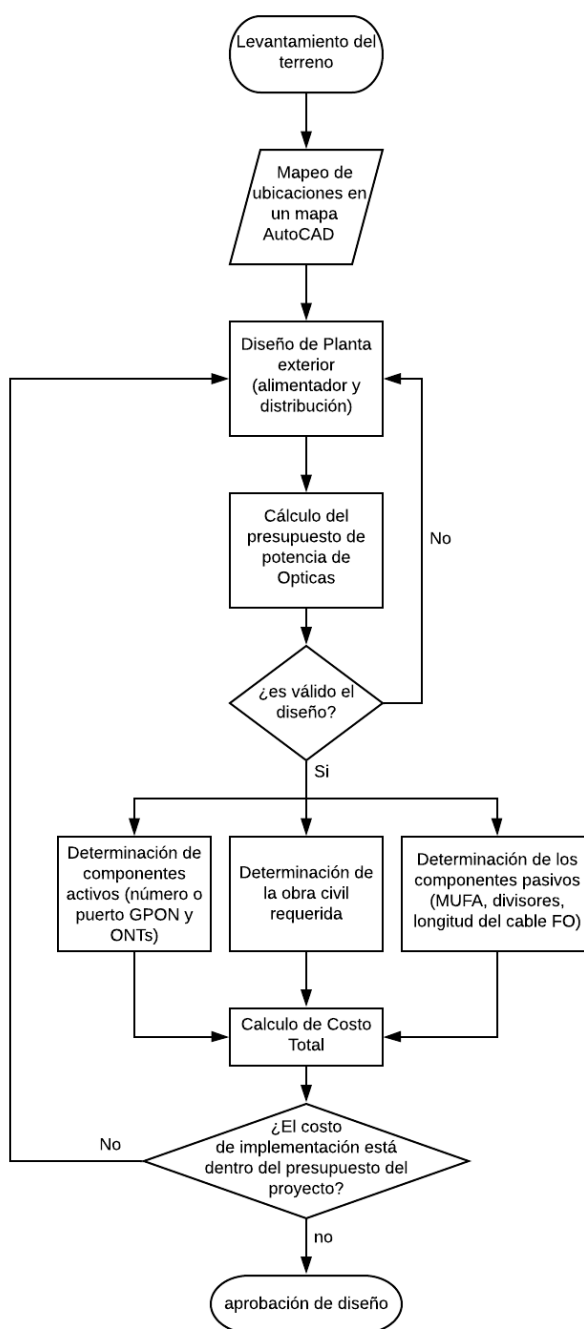 Levantamiento del
terreno
Mapeo de
ubicaciones en
un mapa
AutoCAD
Diseño de Planta
exterior
(alimentador y
distribución)
Cálculo del
presupuesto de
potencia de
Opticas
No
¿es válido el
diseño?
Si
Determinación de
componentes
activos (número o
puerto GPON y
ONTs)
Determinación de
la obra civil
requerida
Determinación de los
componentes pasivos
(MUFA, divisores,
longitud del cable FO)
Calculo de Costo
Total
¿El costo
de implementación está
dentro del presupuesto del
proyecto?
No
no
aprobación de diseño